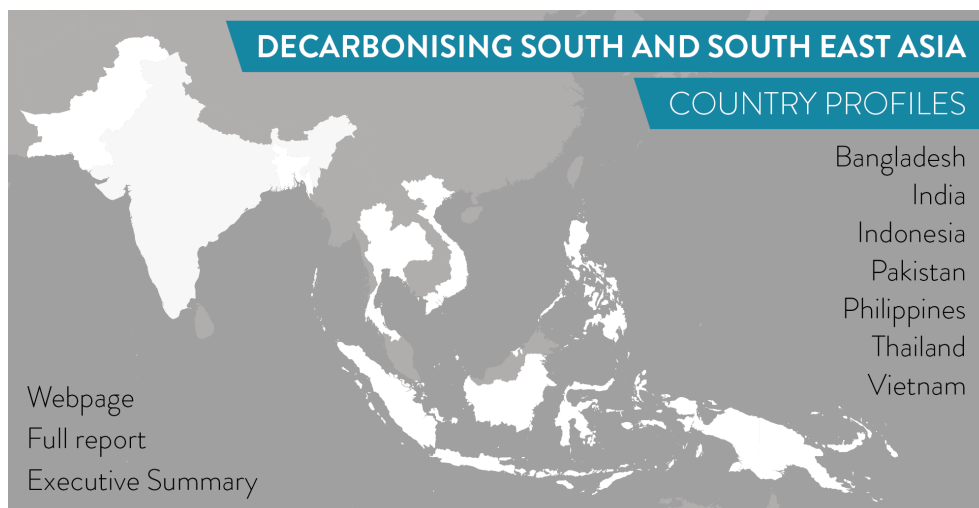 DECARBONISING SOUTH AND SOUTH EAST ASIA
COUNTRY PROFILES
Bangladesh
India
Indonesia
Pakistan
Philippines
Thailand
Vietnam
Webpage
Full report
Executive Summary